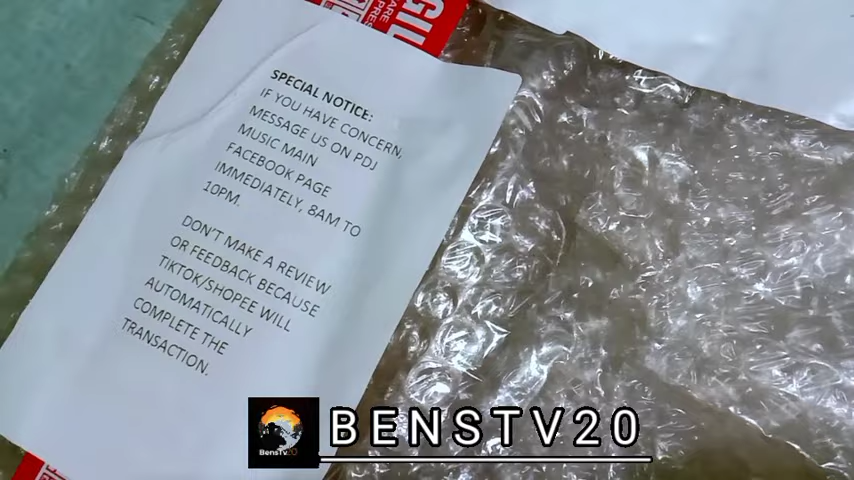 SPECIAL NOTICE:
IF YOU HAVE CONCERN,
MESSAGE US ON PDJ
MUSIC MAIN
FACEBOOK PAGE
IMMEDIATELY, 8AM TO
10PM.
DON'T MAKE A REVIEW
OR FEEDBACK BECAUSE
TIKTOK/SHOPEE WILL
AUTOMATICALLY
COMPLETE THE
TRANSACTION.
BensTv20
BENSTV20